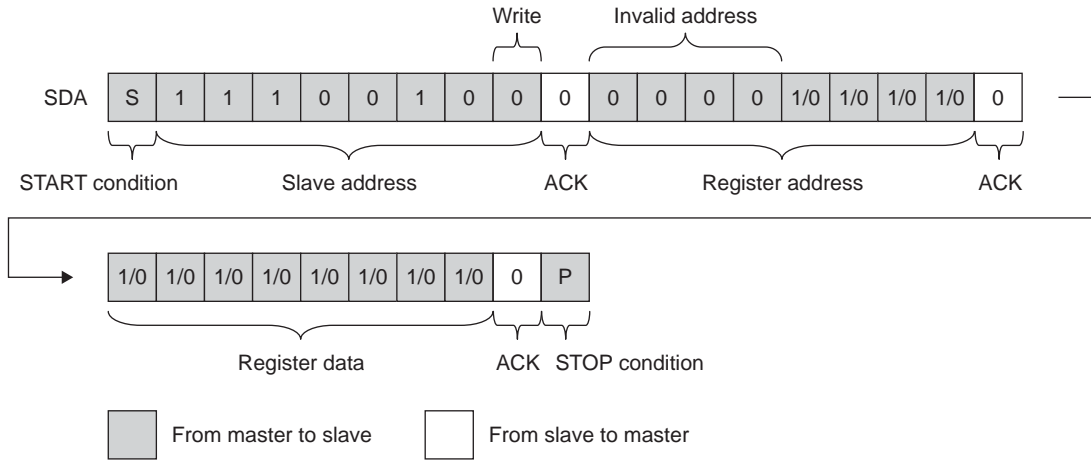 Write Invalid address
SDA S 1 1 1 0 0 1 0 0 0 0 0 0 0 1/0 1/0 1/0 1/0 0
START condition Slave address ACK Register address ACK
1/0 1/0 1/0 1/0 1/0 1/0 1/0 1/0 0 P
Register data ACK STOP condition
From master to slave From slave to master